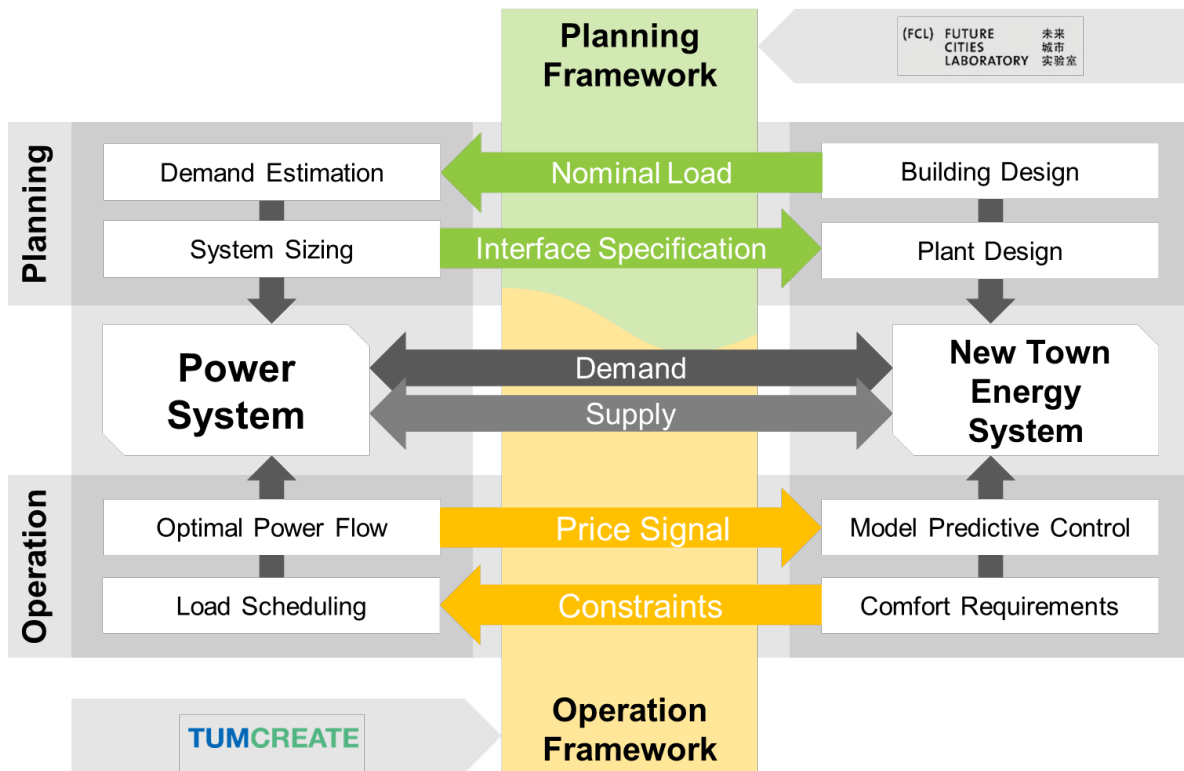 Planning
Framework
(FCL) FUTURE
CITIES
LABORATORY
未来
城市
实验室
Planning
Demand Estimation
Nominal Load
Building Design
System Sizing
Interface Specification
Plant Design
Power
System
Demand
Supply
New Town
Energy
System
Operation
Optimal Power Flow
Price Signal
Model Predictive Control
Load Scheduling
Constraints
Comfort Requirements
TUMCREATE
Operation
Framework